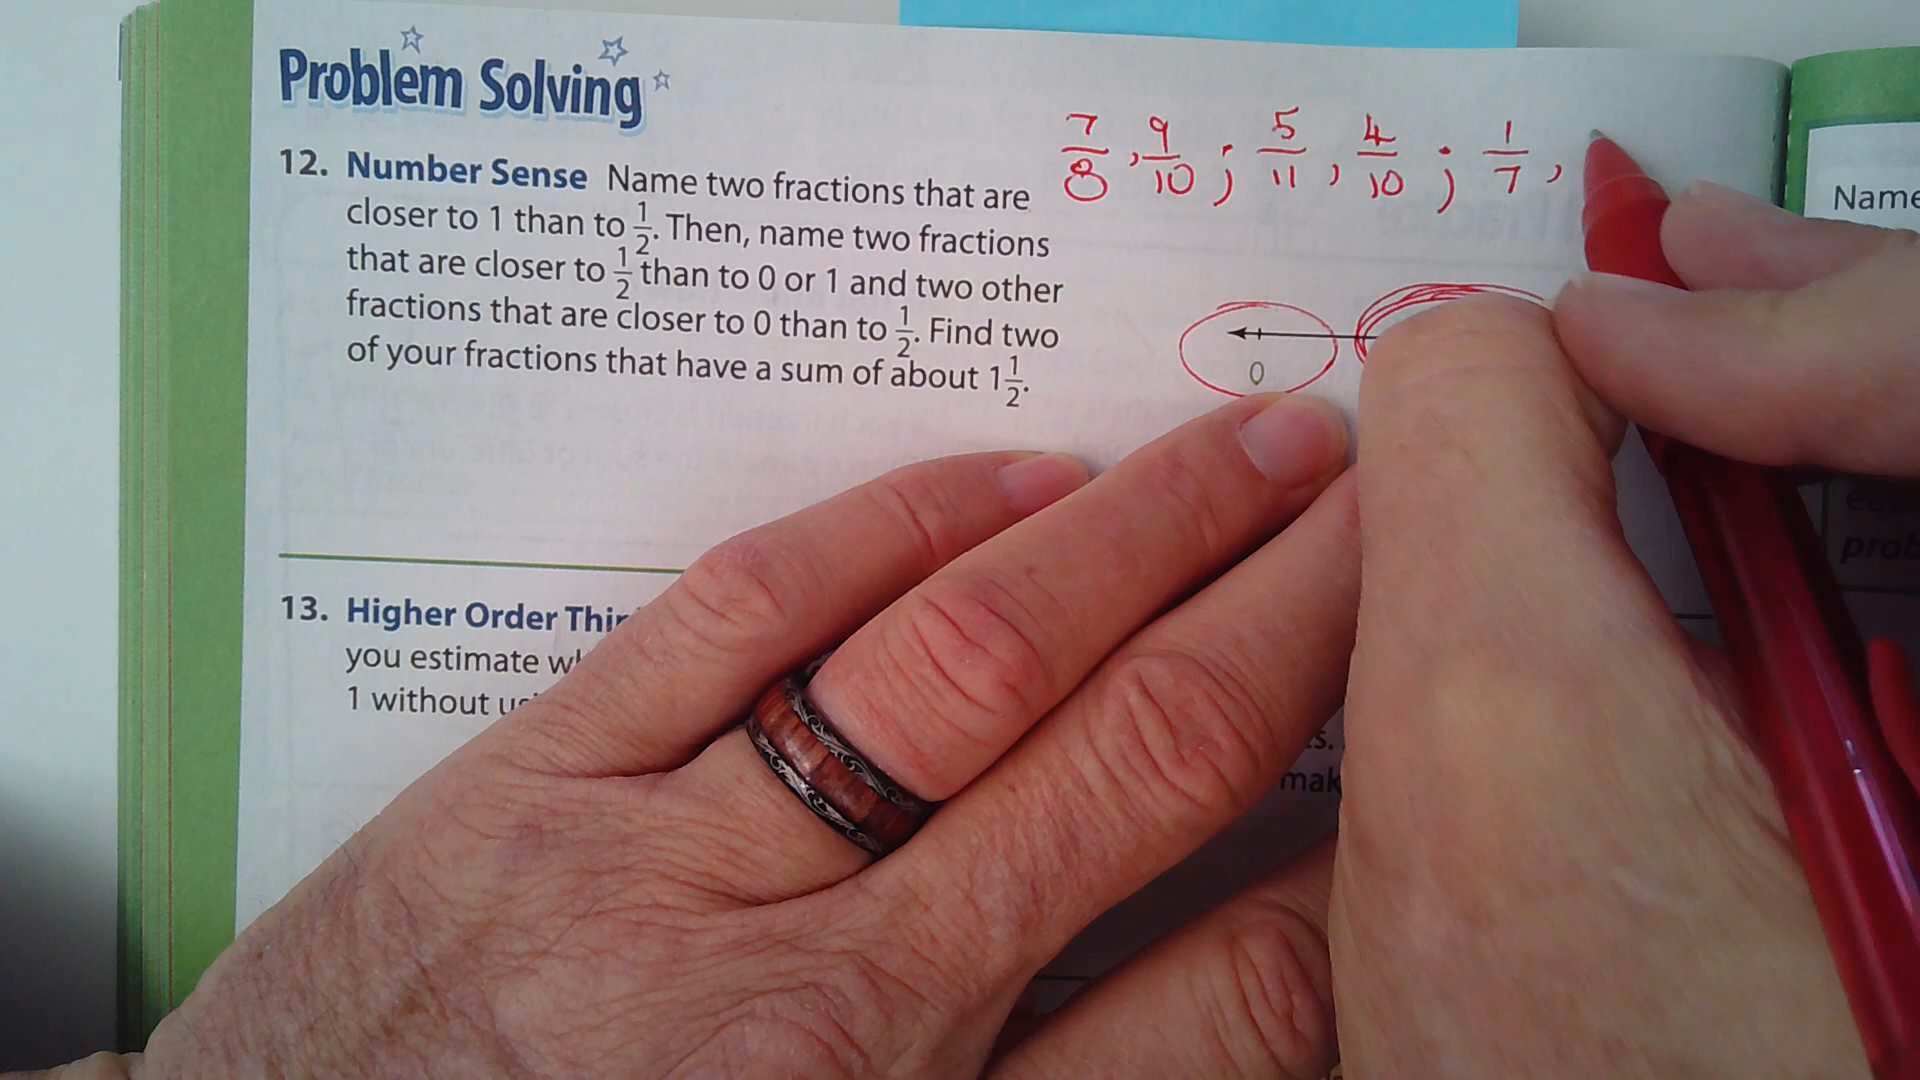 Problem Solving
7/8, 9/10; 5/11, 4/10; 1/7,
12. Number Sense Name two fractions that are
closer to 1 than to 1/2. Then, name two fractions
that are closer to 1/2 than to 0 or 1 and two other
fractions that are closer to 0 than to 1/2. Find two
of your fractions that have a sum of about 1 1/2.
0
13. Higher Order
you estimate
1 without
Name